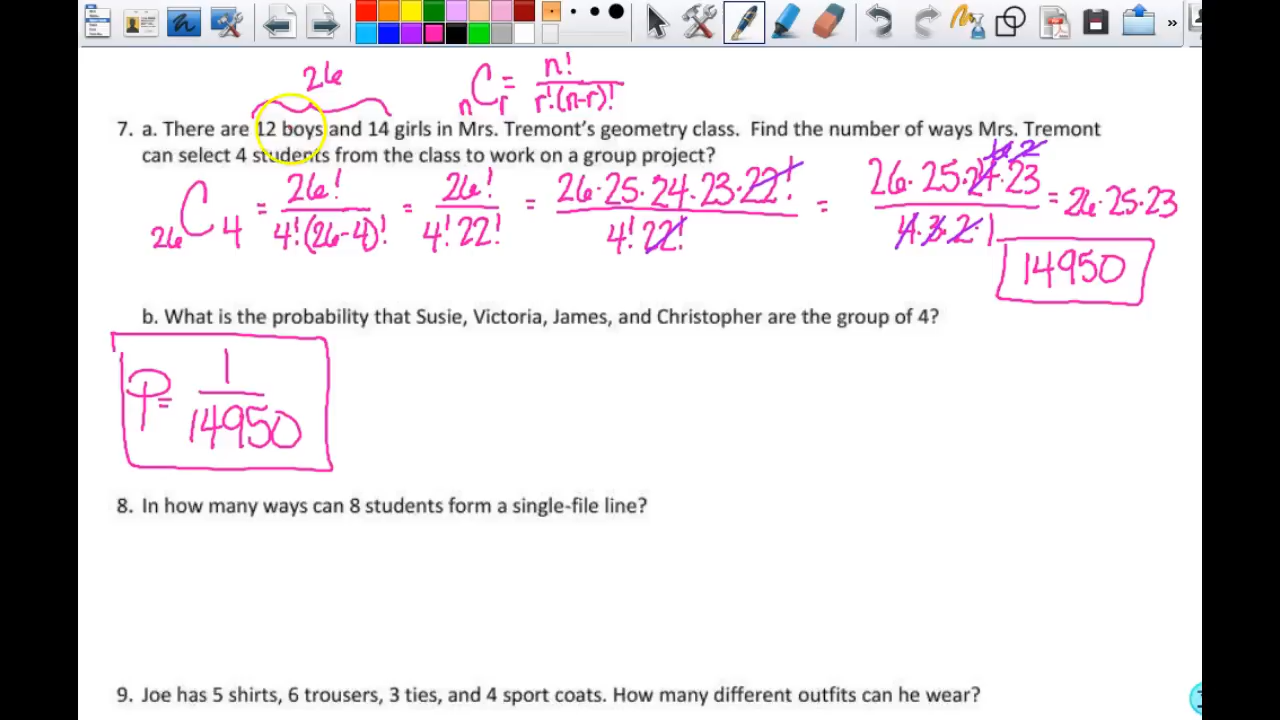 26
nCr = n! / r!(n-r)!
7. a. There are 12 boys and 14 girls in Mrs. Tremont's geometry class. Find the number of ways Mrs. Tremont
can select 4 students from the class to work on a group project?
26C4 = 26! / 4!(26-4)! = 26! / 4! 22! = 26·25·24·23·22! / 4! 22! = 26·25·24·23 / 4·3·2·1 = 26·25·23
14950
b. What is the probability that Susie, Victoria, James, and Christopher are the group of 4?
P = 1 / 14950
8. In how many ways can 8 students form a single-file line?
9. Joe has 5 shirts, 6 trousers, 3 ties, and 4 sport coats. How many different outfits can he wear?